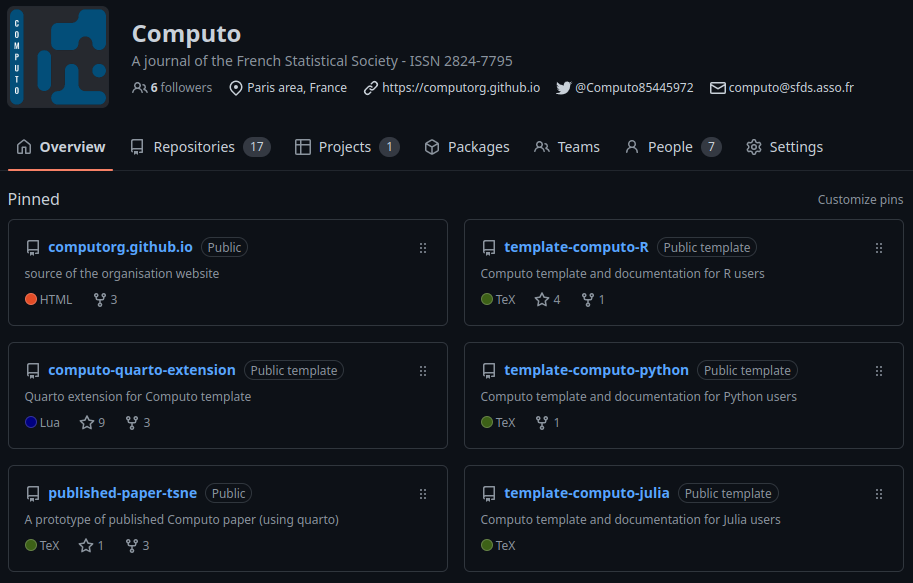 COMPUTO
Computo
A journal of the French Statistical Society - ISSN 2824-7795
6 followers Paris area, France https://computorg.github.io @Computo85445972 computo@sfds.asso.fr
Overview Repositories 17 Projects 1 Packages Teams People 7 Settings
Pinned Customize pins
computorg.github.io Public
source of the organisation website
HTML 3
template-computo-R Public template
Computo template and documentation for R users
TeX 4 1
computo-quarto-extension Public template
Quarto extension for Computo template
Lua 9 3
template-computo-python Public template
Computo template and documentation for Python users
TeX 1
published-paper-tsne Public
A prototype of published Computo paper (using quarto)
TeX 1 3
template-computo-julia Public template
Computo template and documentation for Julia users
TeX